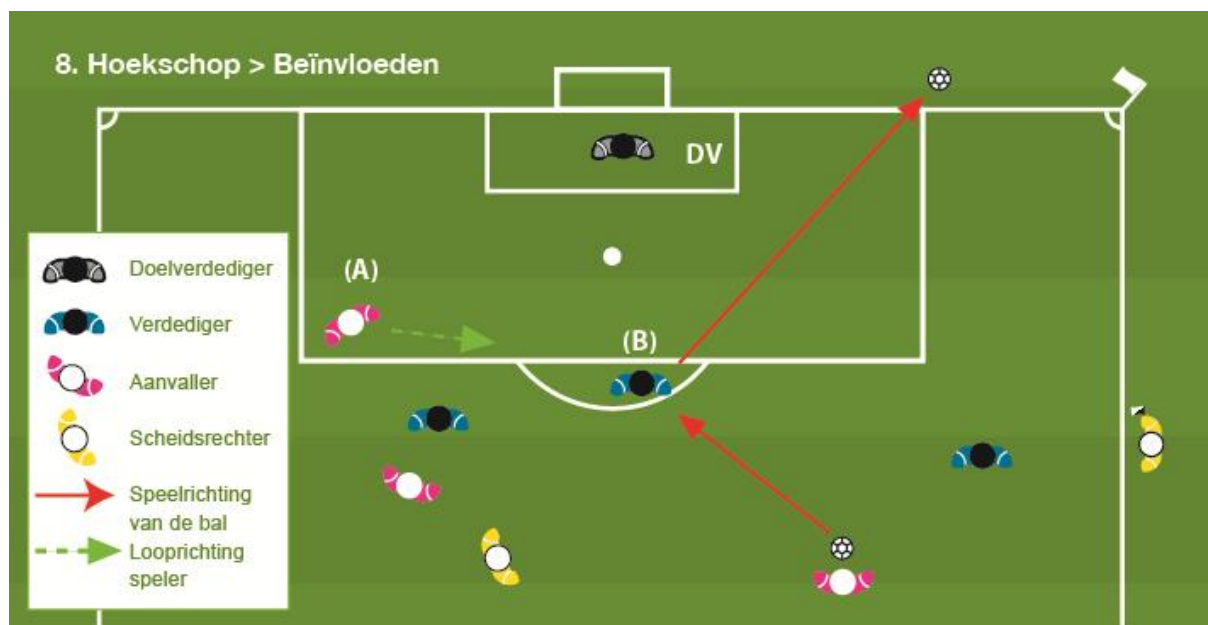 8. Hoekschop > Beïnvloeden
DV
(A)
(B)
Doelverdediger
Verdediger
Aanvaller
Scheidsrechter
Speelrichting
van de bal
Looprichting
speler